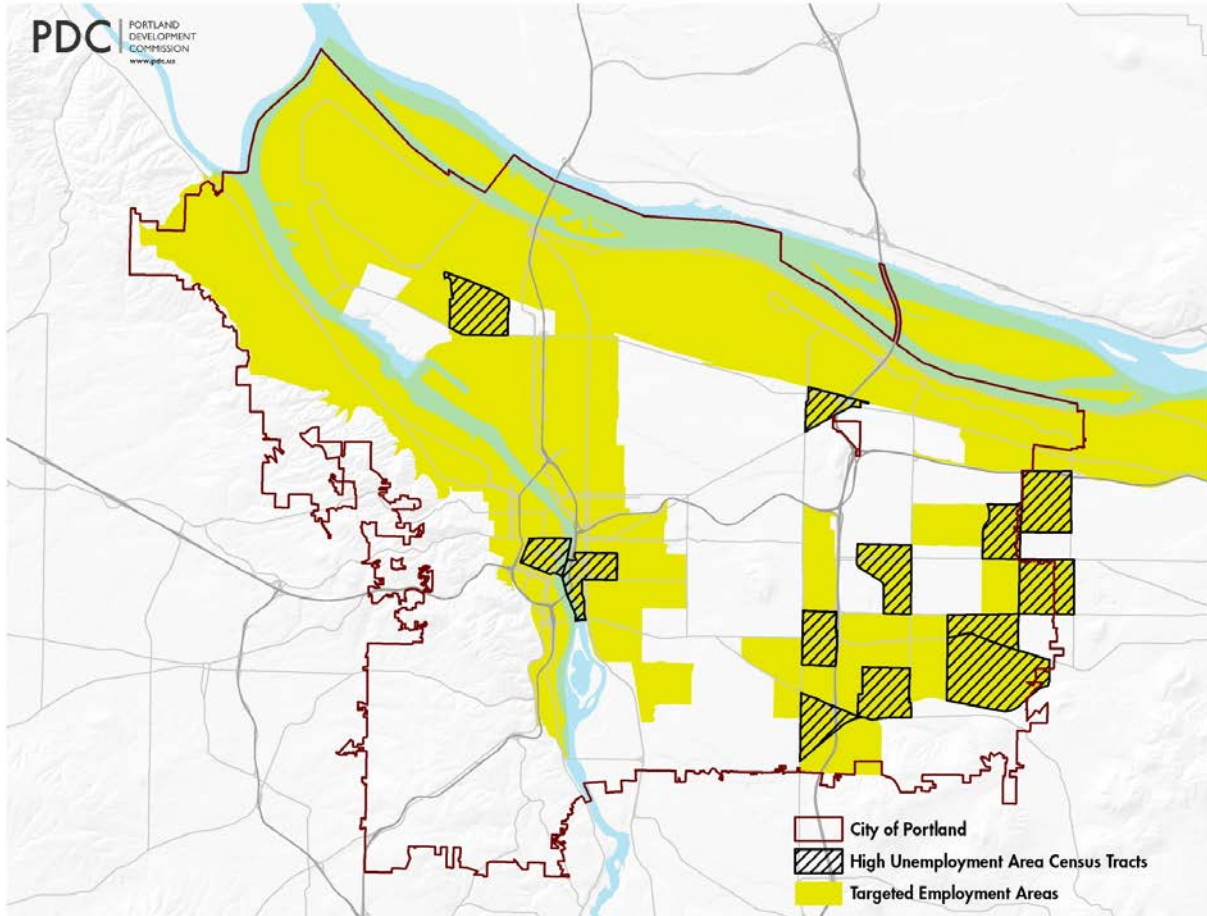 PDC
PORTLAND
DEVELOPMENT
COMMISSION
www.pdc.us
City of Portland
High Unemployment Area Census Tracts
Targeted Employment Areas